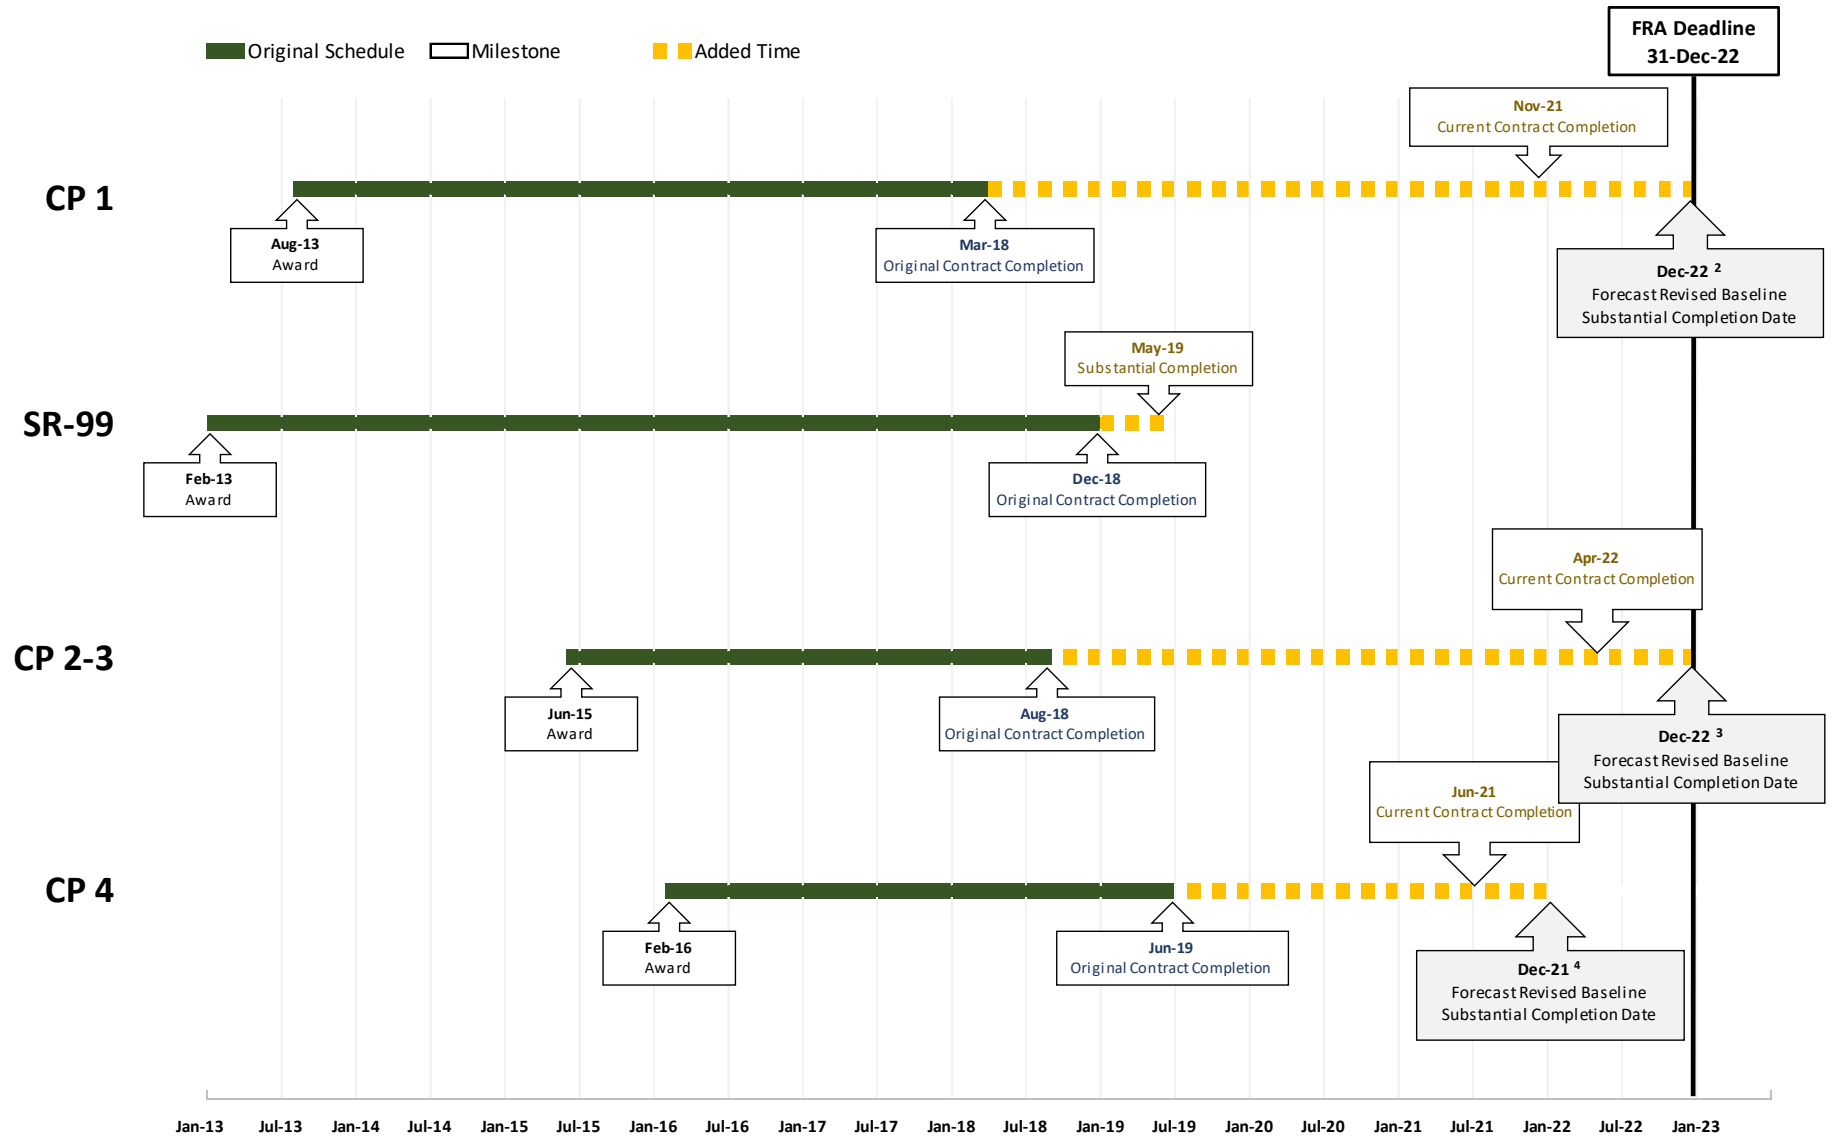 FRA Deadline
31-Dec-22
Original Schedule
Milestone
Added Time
Nov-21
Current Contract Completion
CP 1
Aug-13
Award
Mar-18
Original Contract Completion
Dec-22 ²
Forecast Revised Baseline
Substantial Completion Date
May-19
Substantial Completion
SR-99
Feb-13
Award
Dec-18
Original Contract Completion
Apr-22
Current Contract Completion
CP 2-3
Jun-15
Award
Aug-18
Original Contract Completion
Dec-22 ³
Forecast Revised Baseline
Substantial Completion Date
Jun-21
Current Contract Completion
CP 4
Feb-16
Award
Jun-19
Original Contract Completion
Dec-21 ⁴
Forecast Revised Baseline
Substantial Completion Date
Jan-13 Jul-13 Jan-14 Jul-14 Jan-15 Jul-15 Jan-16 Jul-16 Jan-17 Jul-17 Jan-18 Jul-18 Jan-19 Jul-19 Jan-20 Jul-20 Jan-21 Jul-21 Jan-22 Jul-22 Jan-23